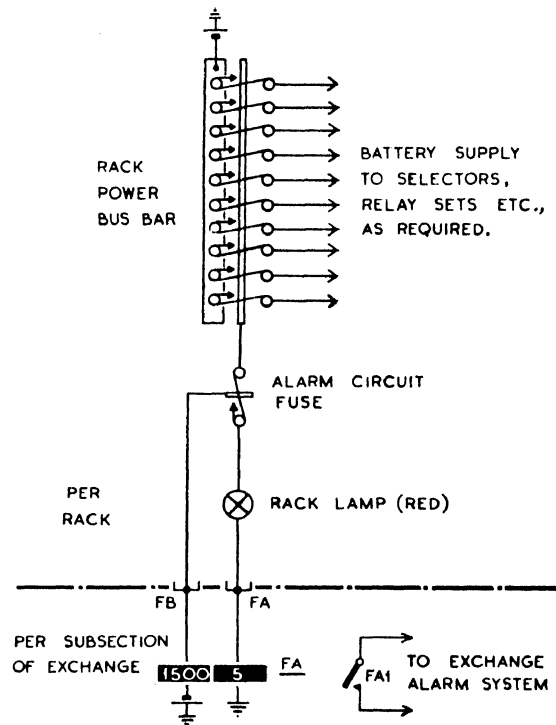 RACK
POWER
BUS BAR
BATTERY SUPPLY
TO SELECTORS,
RELAY SETS ETC.,
AS REQUIRED.
ALARM CIRCUIT
FUSE
PER
RACK
RACK LAMP (RED)
FB
FA
PER SUBSECTION
OF EXCHANGE
1500
5
FA
FA1
TO EXCHANGE
ALARM SYSTEM